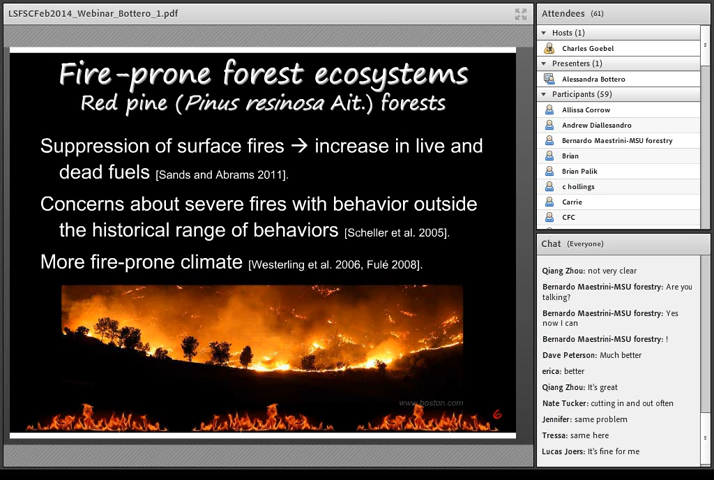 LSFSCFeb2014_Webinar_Bottero_1.pdf
Fire-prone forest ecosystems
Red pine (Pinus resinosa Ait.) forests
Suppression of surface fires → increase in live and
dead fuels [Sands and Abrams 2011].
Concerns about severe fires with behavior outside
the historical range of behaviors [Scheller et al. 2005].
More fire-prone climate [Westerling et al. 2006, Fulé 2008].
www.boston.com
6
Attendees (61)
Hosts (1)
Charles Goebel
Presenters (1)
Alessandra Bottero
Participants (59)
Allissa Corrow
Andrew Diallesandro
Bernardo Maestrini-MSU forestry
Brian
Brian Palik
c hollings
Carrie
CFC
Chat (Everyone)
Qiang Zhou: not very clear
Bernardo Maestrini-MSU forestry: Are you
talking?
Bernardo Maestrini-MSU forestry: Yes
now I can
Bernardo Maestrini-MSU forestry: !
Dave Peterson: Much better
erica: better
Qiang Zhou: It's great
Nate Tucker: cutting in and out often
Jennifer: same problem
Tressa: same here
Lucas Joers: It's fine for me